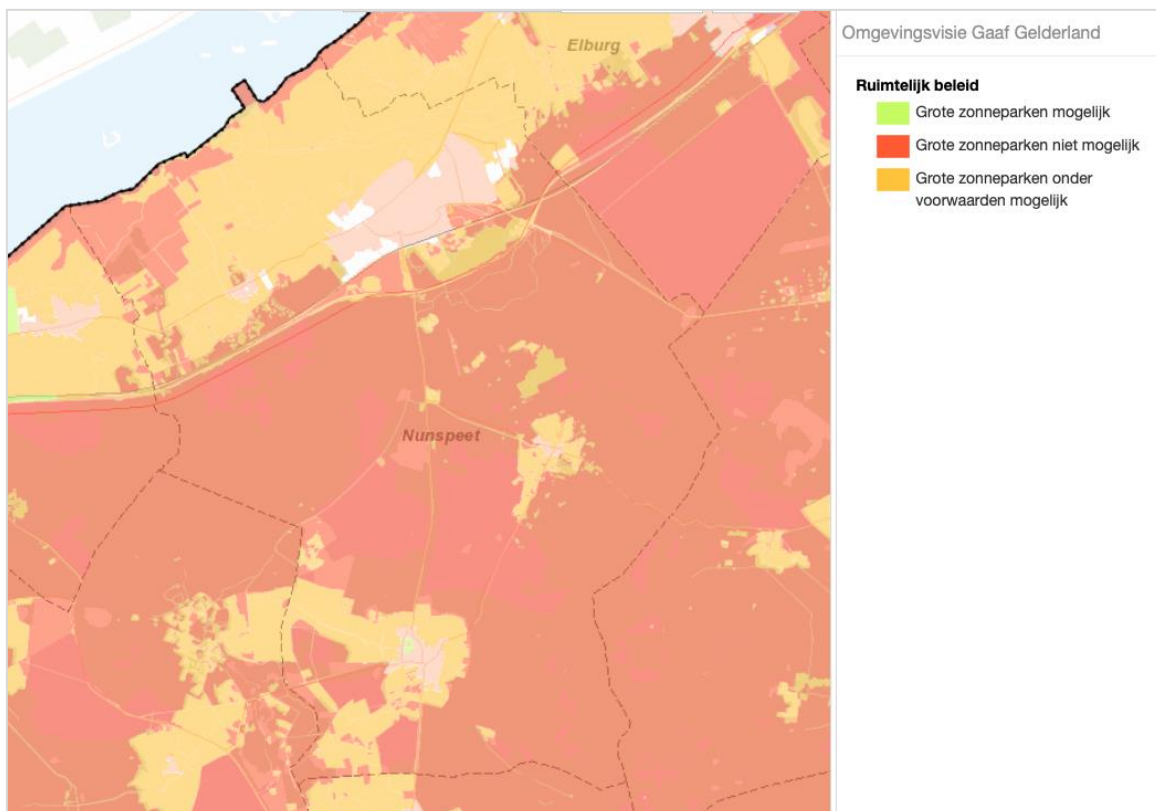 Elburg
Nunspeet
Omgevingsvisie Gaaf Gelderland
Ruimtelijk beleid
Grote zonneparken mogelijk
Grote zonneparken niet mogelijk
Grote zonneparken onder
voorwaarden mogelijk